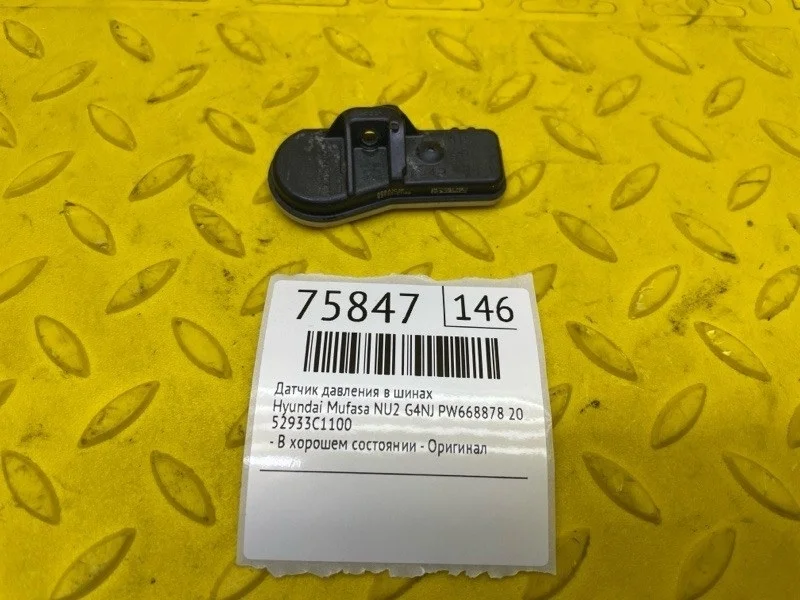 75847 146
Датчик давления в шинах
Hyundai Mufasa NU2 G4NJ PW668878 20
52933C1100
- В хорошем состоянии - Оригинал